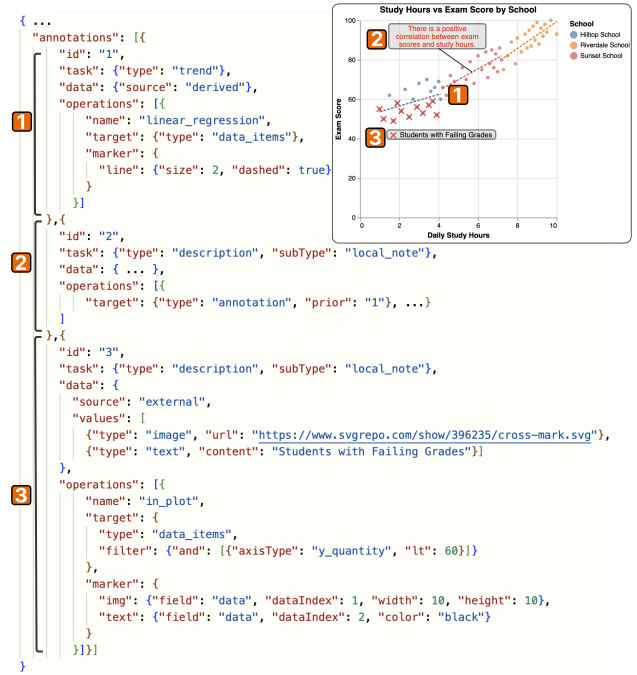 { ...
"annotations": [{
"id": "1",
"task": {"type": "trend"},
"data": {"source": "derived"},
"operations": [{
"name": "linear_regression",
"target": {"type": "data_items"},
"marker": {
"line": {"size": 2, "dashed": true}
}
}]
},{
"id": "2",
"task": {"type": "description", "subType": "local_note"},
"data": { ... },
"operations": [{
"target": {"type": "annotation", "prior": "1"}, ...}
]
},{
"id": "3",
"task": {"type": "description", "subType": "local_note"},
"data": {
"source": "external",
"values": [
{"type": "image", "url": "https://www.svgrepo.com/show/396235/cross-mark.svg"},
{"type": "text", "content": "Students with Failing Grades"}]
},
"operations": [{
"name": "in_plot",
"target": {
"type": "data_items",
"filter": {"and": [{"axisType": "y_quantity", "lt": 60}]}
},
"marker": {
"img": {"field": "data", "dataIndex": 1, "width": 10, "height": 10},
"text": {"field": "data", "dataIndex": 2, "color": "black"}
}
}]}]
}
1
2
3
Study Hours vs Exam Score by School
100
80
60
40
20
0
Exam Score
2
There is a positive
correlation between exam
scores and study hours.
1
3
Students with Failing Grades
0 2 4 6 8 10
Daily Study Hours
School
Hilltop School
Riverdale School
Sunset School